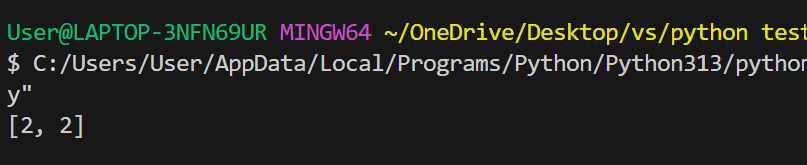 User@LAPTOP-3NFN69UR MINGW64 ~/OneDrive/Desktop/vs/python test
$ C:/Users/User/AppData/Local/Programs/Python/Python313/python
y"
[2, 2]